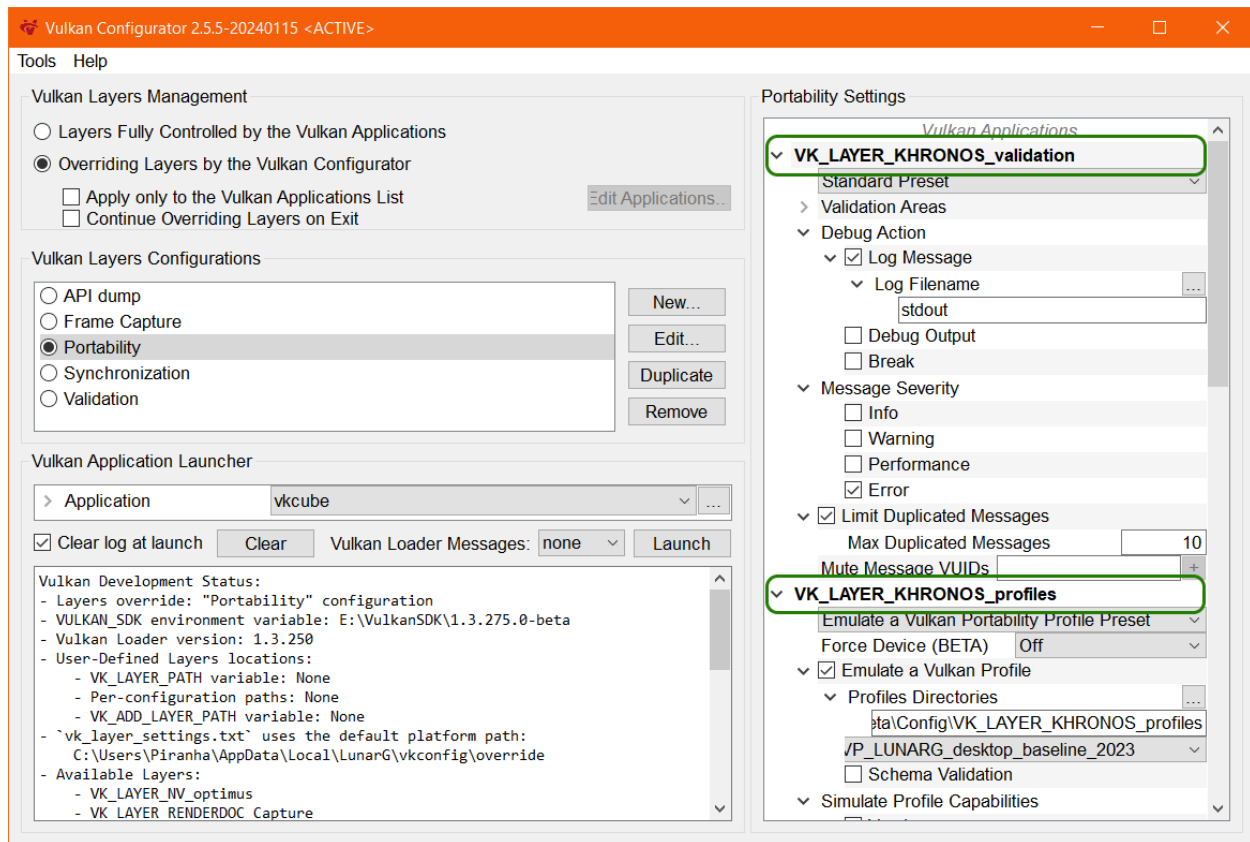 Vulkan Configurator 2.5.5-20240115 <ACTIVE>
Tools Help
Vulkan Layers Management
Layers Fully Controlled by the Vulkan Applications
Overriding Layers by the Vulkan Configurator
Apply only to the Vulkan Applications List
Edit Applications...
Continue Overriding Layers on Exit
Vulkan Layers Configurations
API dump
Frame Capture
Portability
Synchronization
Validation
New...
Edit...
Duplicate
Remove
Vulkan Application Launcher
Application vkcube ...
Clear log at launch Clear Vulkan Loader Messages: none Launch
Vulkan Development Status:
- Layers override: "Portability" configuration
- VULKAN_SDK environment variable: E:\VulkanSDK\1.3.275.0-beta
- Vulkan Loader version: 1.3.250
- User-Defined Layers locations:
- VK_LAYER_PATH variable: None
- Per-configuration paths: None
- VK_ADD_LAYER_PATH variable: None
- `vk_layer_settings.txt` uses the default platform path:
C:\Users\Piranha\AppData\Local\LunarG\vkconfig\override
- Available Layers:
- VK_LAYER_NV_optimus
- VK_LAYER_RENDERDOC_Capture
Portability Settings
Vulkan Applications
VK_LAYER_KHRONOS_validation
Standard Preset
Validation Areas
Debug Action
Log Message
Log Filename ...
stdout
Debug Output
Break
Message Severity
Info
Warning
Performance
Error
Limit Duplicated Messages
Max Duplicated Messages 10
Mute Message VUIDs +
VK_LAYER_KHRONOS_profiles
Emulate a Vulkan Portability Profile Preset
Force Device (BETA) Off
Emulate a Vulkan Profile
Profiles Directories ...
eta\Config\VK_LAYER_KHRONOS_profiles
VP_LUNARG_desktop_baseline_2023
Schema Validation
Simulate Profile Capabilities